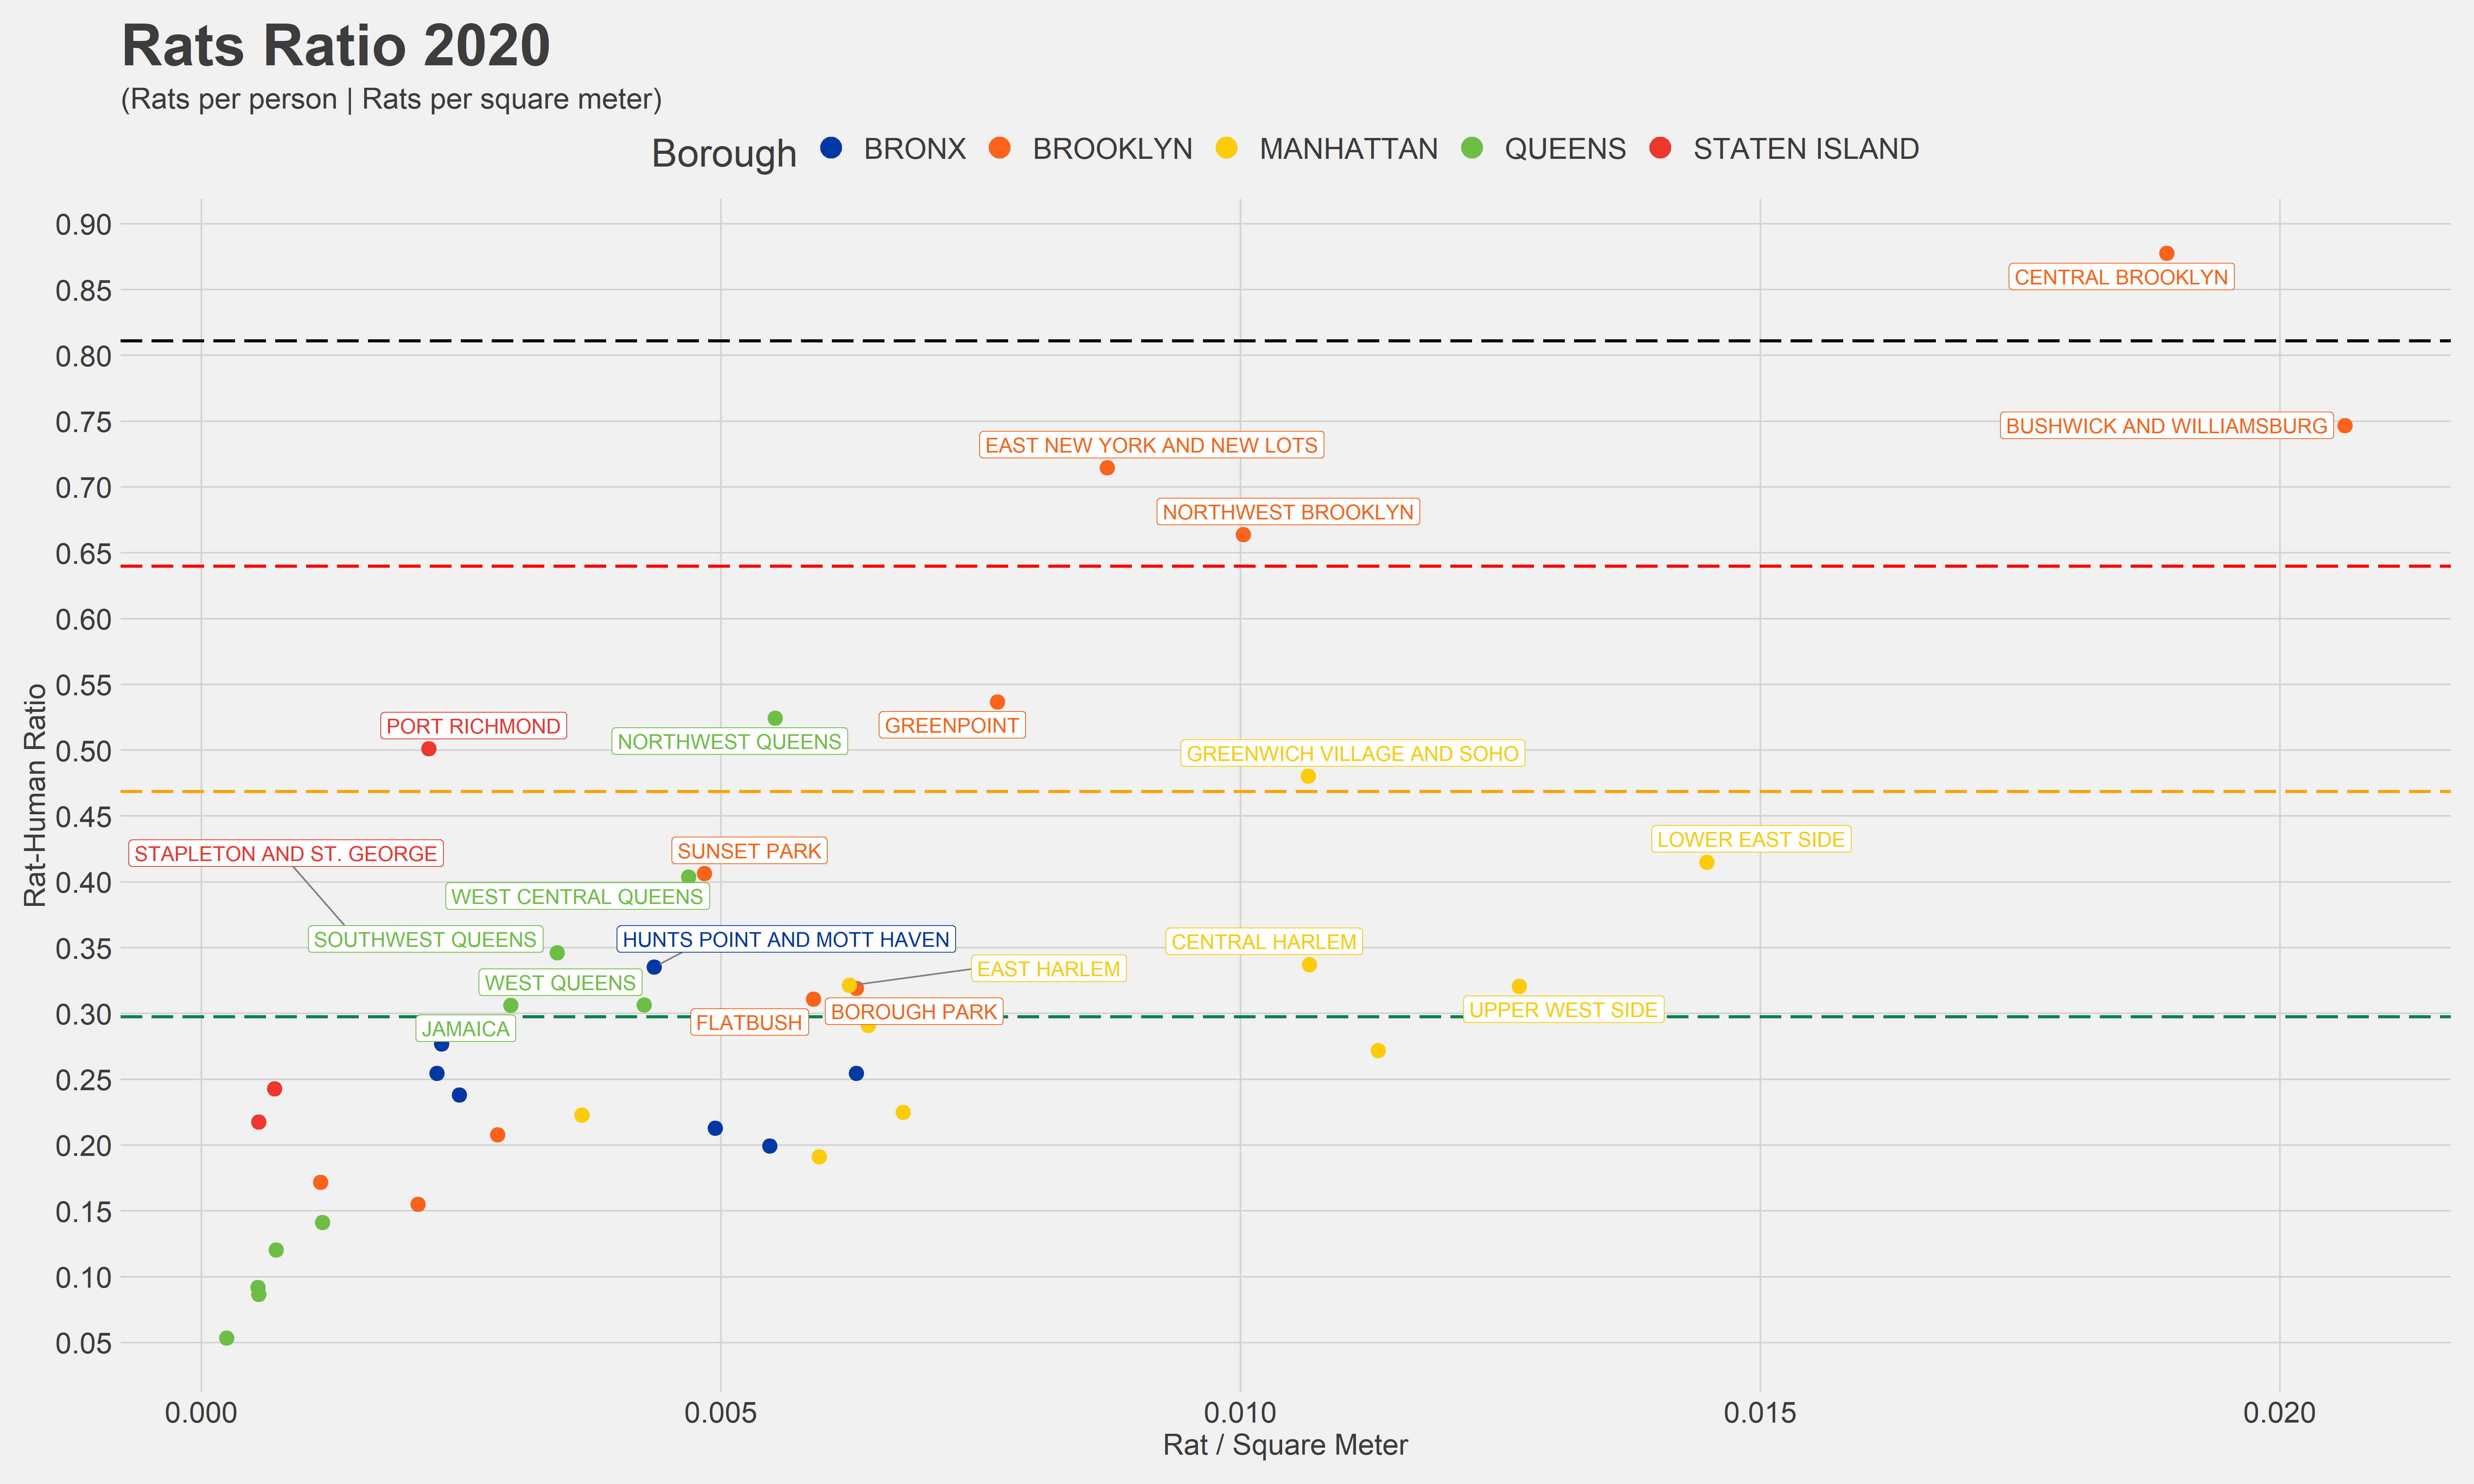 Rats Ratio 2020
(Rats per person | Rats per square meter)
Borough BRONX BROOKLYN MANHATTAN QUEENS STATEN ISLAND
0.90
CENTRAL BROOKLYN
0.85
0.80
0.75
BUSHWICK AND WILLIAMSBURG
EAST NEW YORK AND NEW LOTS
0.70
NORTHWEST BROOKLYN
0.65
0.60
0.55
PORT RICHMOND
GREENPOINT
NORTHWEST QUEENS
0.50
GREENWICH VILLAGE AND SOHO
Rat-Human Ratio
0.45
LOWER EAST SIDE
STAPLETON AND ST. GEORGE
SUNSET PARK
0.40
WEST CENTRAL QUEENS
0.35
SOUTHWEST QUEENS
HUNTS POINT AND MOTT HAVEN
CENTRAL HARLEM
EAST HARLEM
WEST QUEENS
0.30
BOROUGH PARK
UPPER WEST SIDE
FLATBUSH
JAMAICA
0.25
0.20
0.15
0.10
0.05
0.000 0.005 0.010 0.015 0.020
Rat / Square Meter